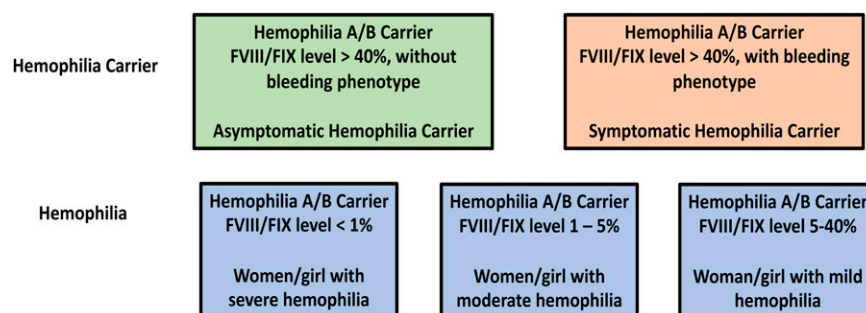 Hemophilia Carrier
Hemophilia A/B Carrier
FVIII/FIX level > 40%, without
bleeding phenotype
Asymptomatic Hemophilia Carrier
Hemophilia A/B Carrier
FVIII/FIX level > 40%, with bleeding
phenotype
Symptomatic Hemophilia Carrier
Hemophilia
Hemophilia A/B Carrier
FVIII/FIX level < 1%
Women/girl with
severe hemophilia
Hemophilia A/B Carrier
FVIII/FIX level 1 – 5%
Women/girl with
moderate hemophilia
Hemophilia A/B Carrier
FVIII/FIX level 5-40%
Woman/girl with mild
hemophilia